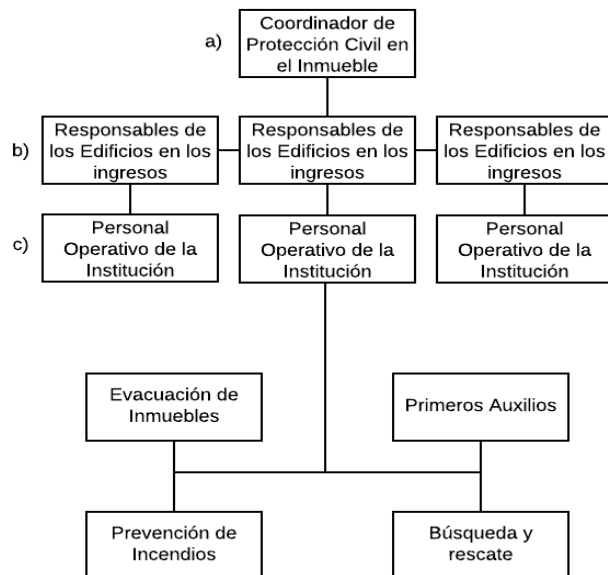 a)
Coordinador de
Protección Civil en
el Inmueble
b)
Responsables de
los Edificios en los
ingresos
Responsables de
los Edificios en los
ingresos
Responsables de
los Edificios en los
ingresos
c)
Personal
Operativo de la
Institución
Personal
Operativo de la
Institución
Personal
Operativo de la
Institución
Evacuación de
Inmuebles
Primeros Auxilios
Prevención de
Incendios
Búsqueda y
rescate